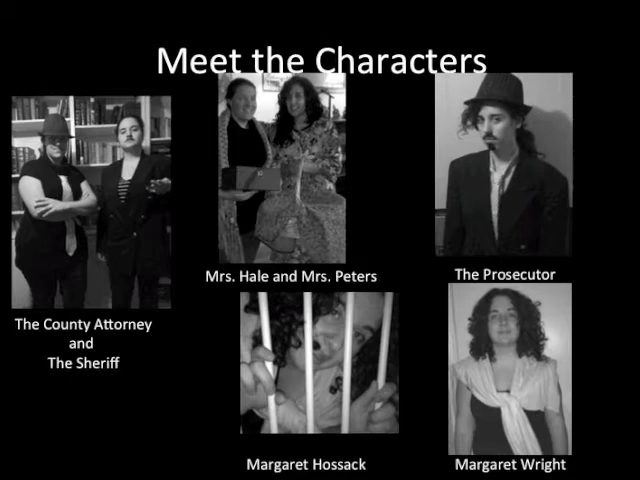 Meet the Characters
Mrs. Hale and Mrs. Peters
The Prosecutor
The County Attorney
and
The Sheriff
Margaret Hossack
Margaret Wright